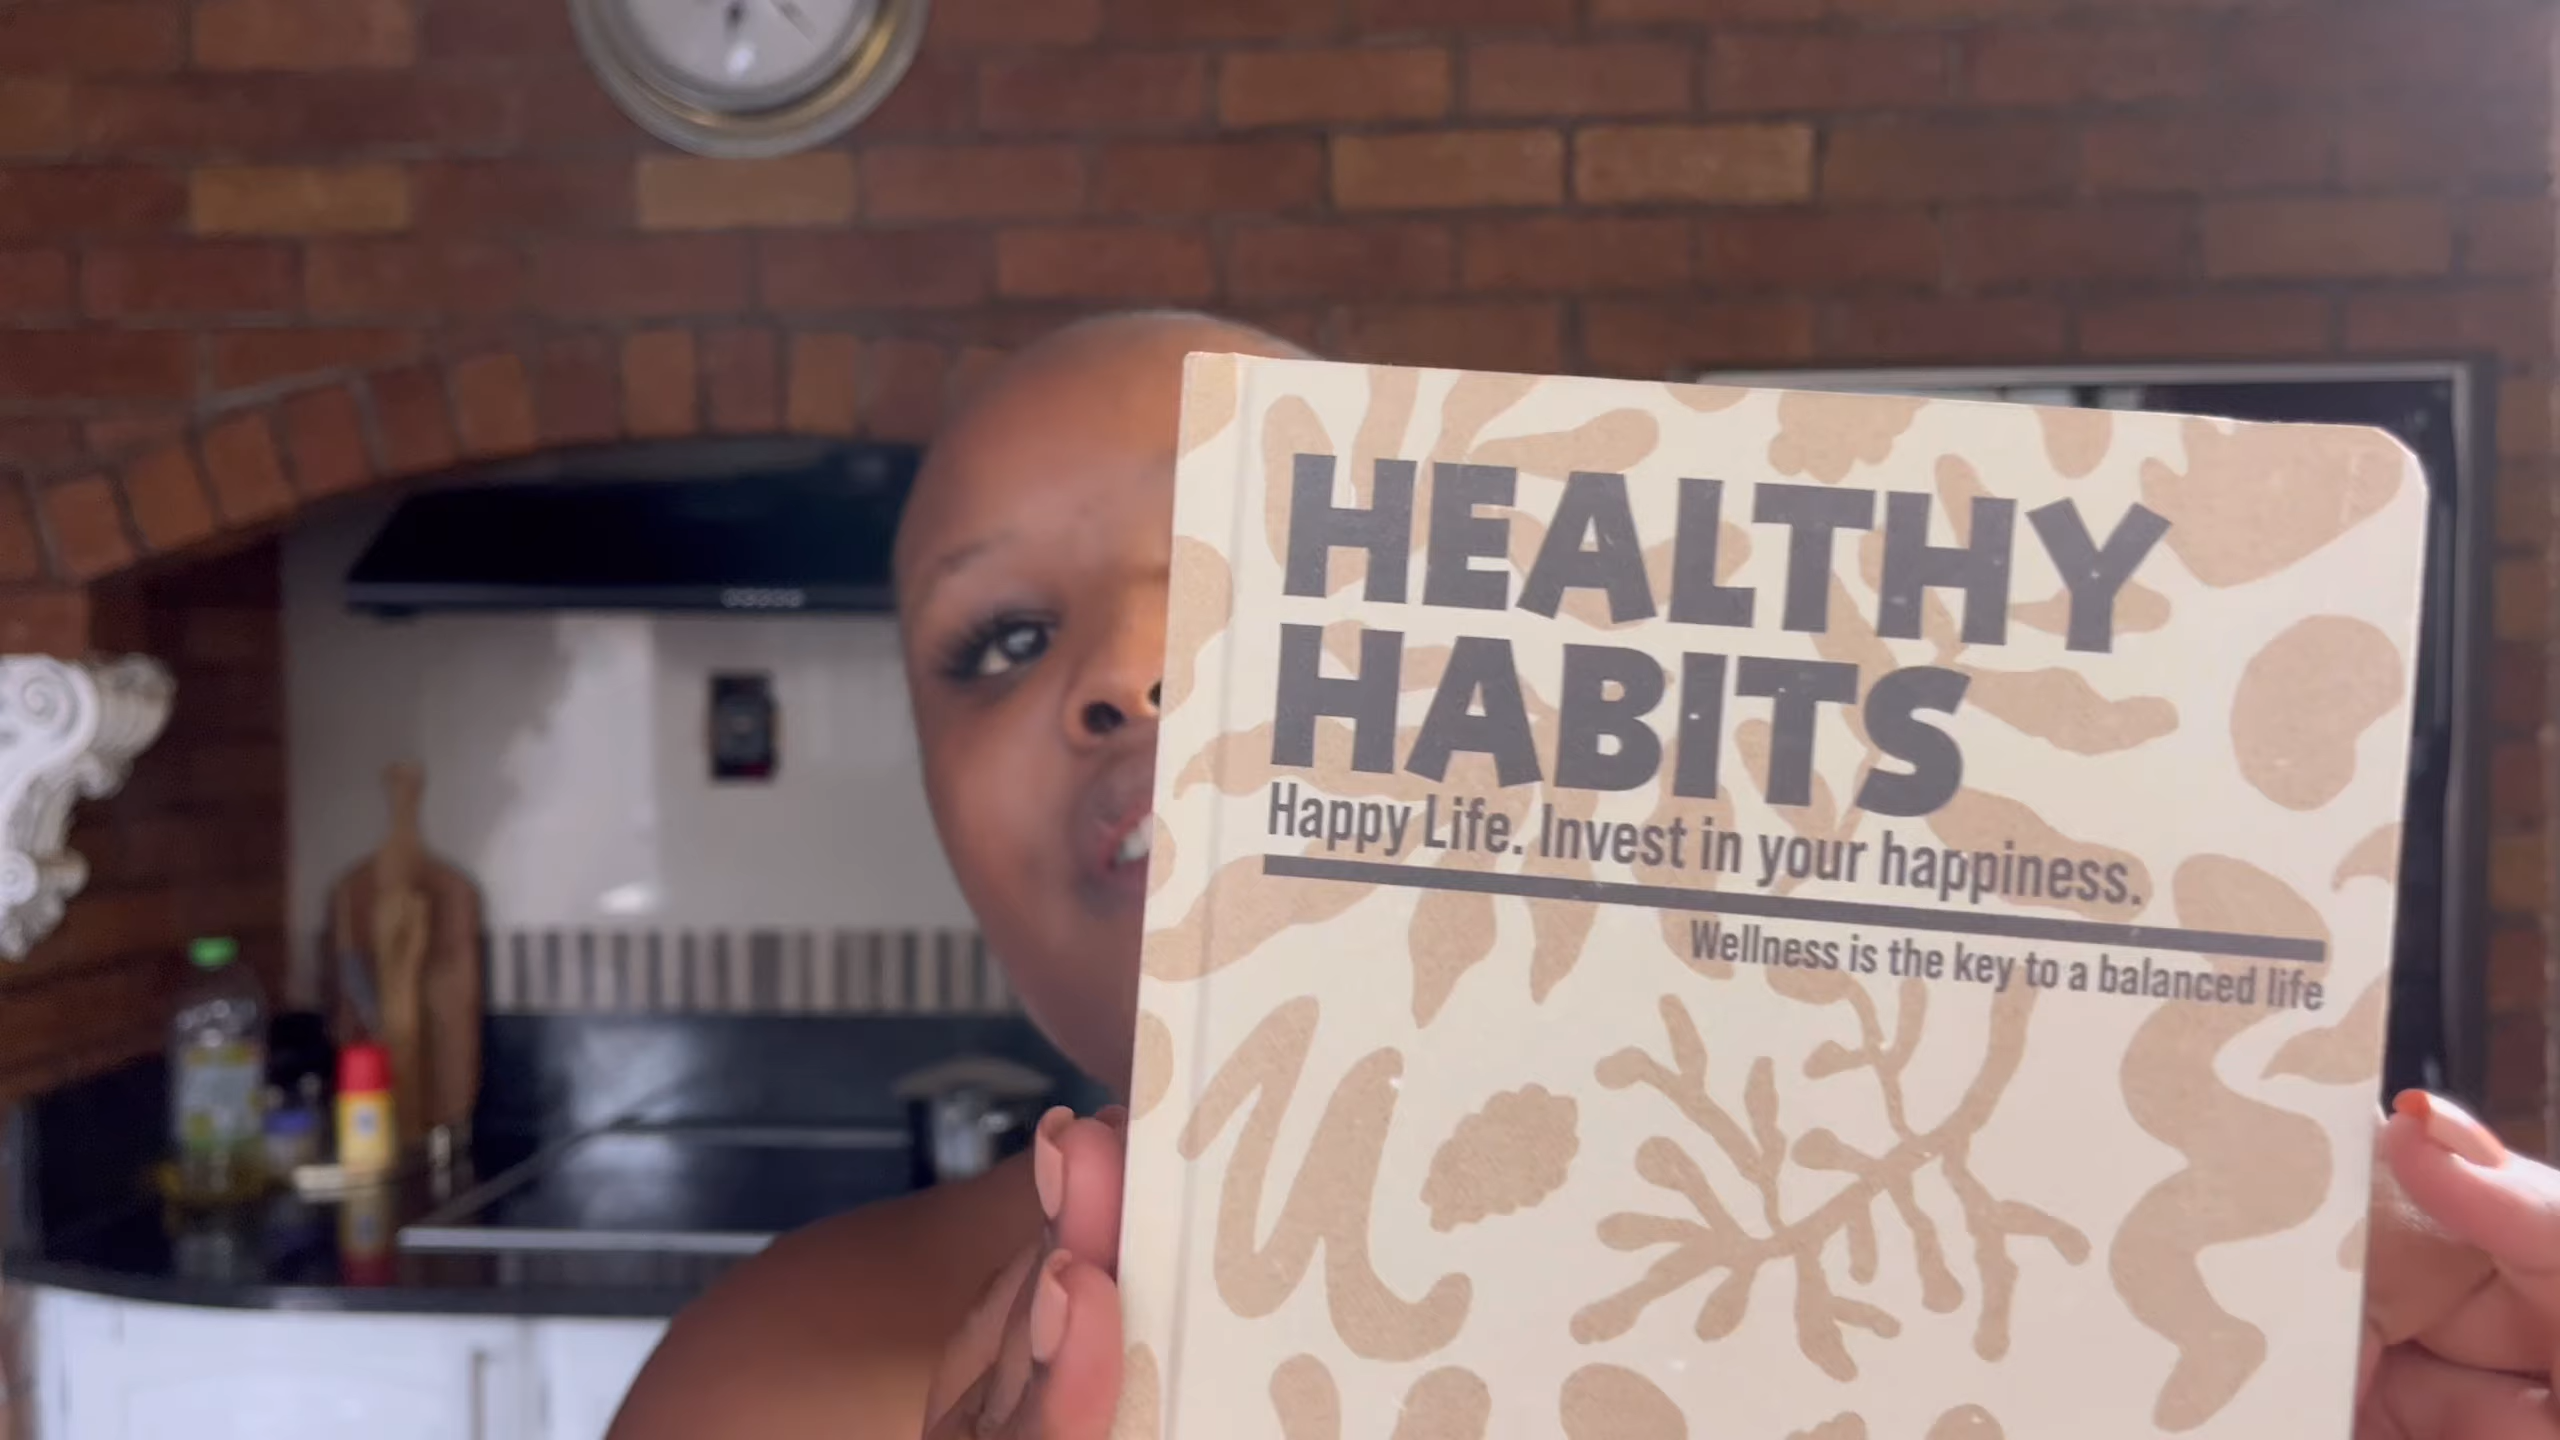 HEALTHY
HABITS
Happy Life. Invest in your happiness.
Wellness is the key to a balanced life